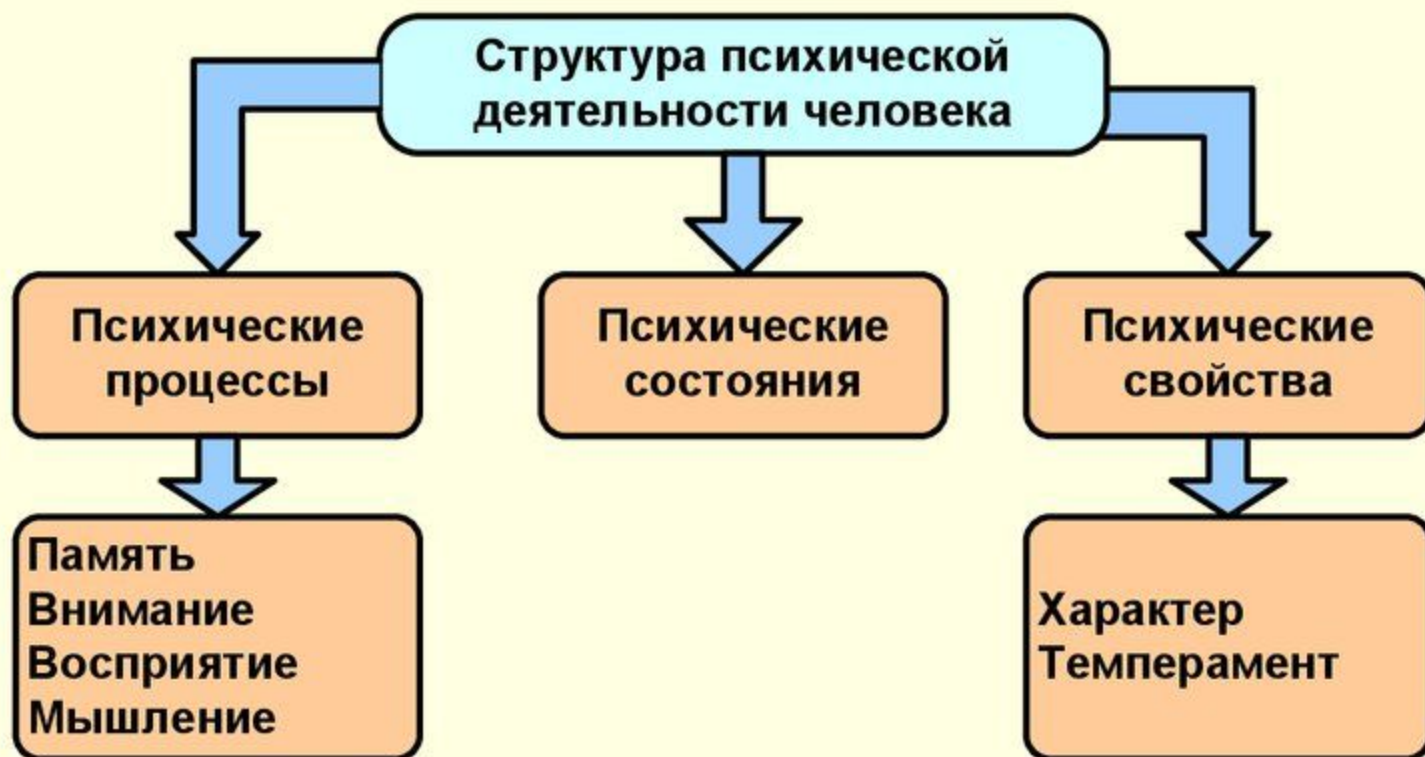 Структура психической
деятельности человека
Психические
процессы
Психические
состояния
Психические
свойства
Память
Внимание
Восприятие
Мышление
Характер
Темперамент